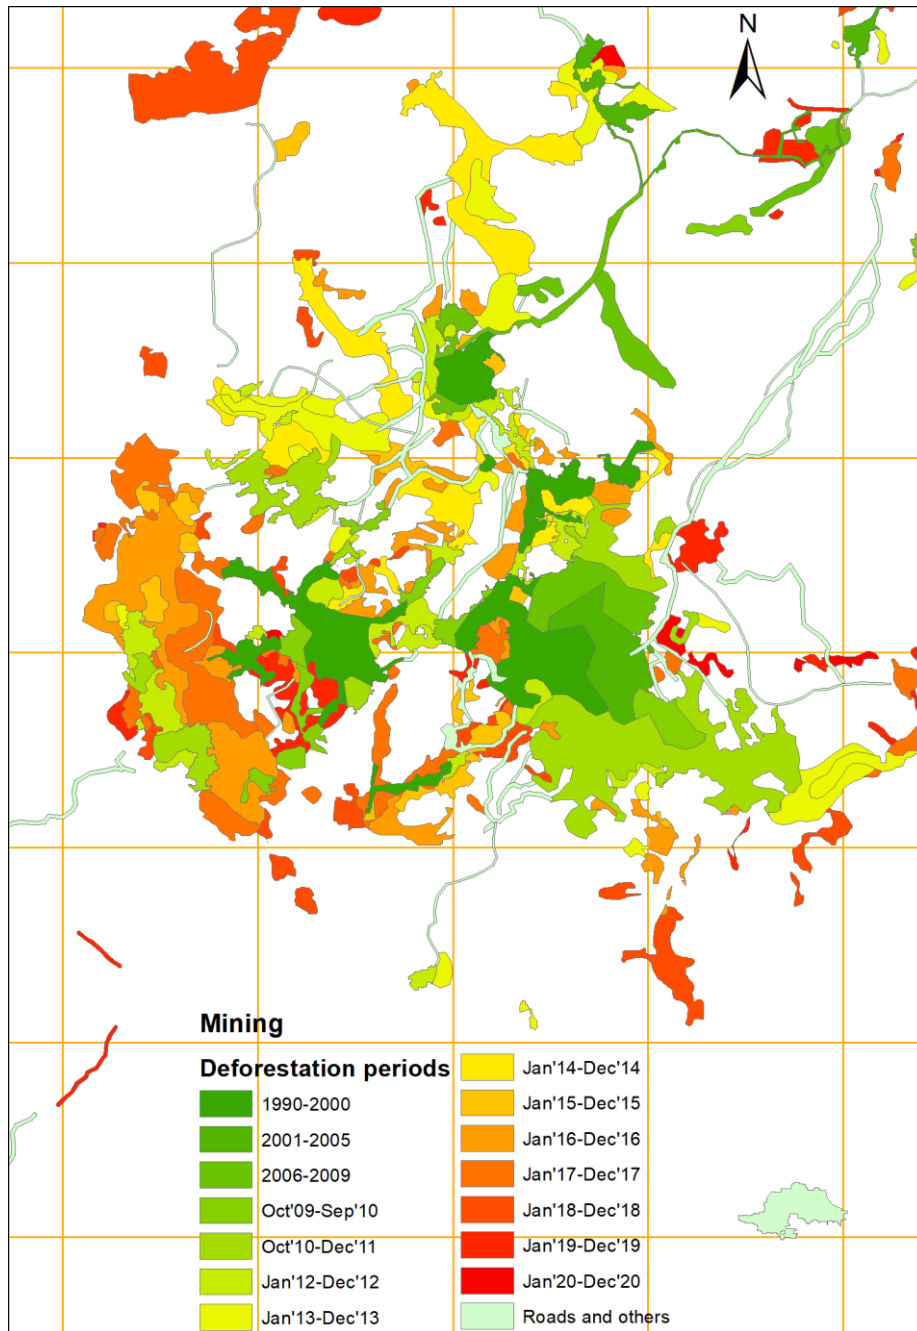 N
Mining
Deforestation periods
1990-2000
2001-2005
2006-2009
Oct'09-Sep'10
Oct'10-Dec'11
Jan'12-Dec'12
Jan'13-Dec'13
Jan'14-Dec'14
Jan'15-Dec'15
Jan'16-Dec'16
Jan'17-Dec'17
Jan'18-Dec'18
Jan'19-Dec'19
Jan'20-Dec'20
Roads and others